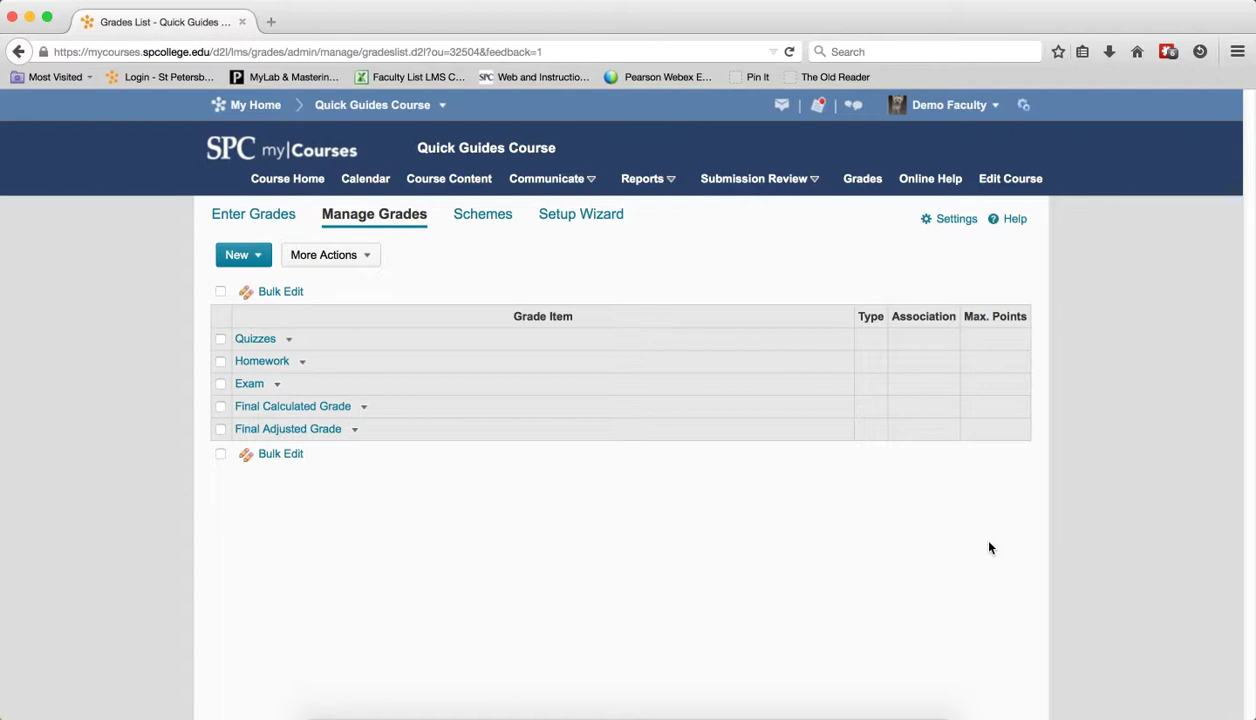 Grades List - Quick Guides ...
https://mycourses.spcollege.edu/d2l/lms/grades/admin/manage/gradeslist.d2l?ou=32504&feedback=1
Search
Most Visited Login - St Petersb... MyLab & Masterin... Faculty List LMS C... SPC Web and Instructio... Pearson Webex E... Pin It The Old Reader
My Home Quick Guides Course Demo Faculty
SPC my|Courses Quick Guides Course
Course Home Calendar Course Content Communicate Reports Submission Review Grades Online Help Edit Course
Enter Grades Manage Grades Schemes Setup Wizard Settings Help
New More Actions
Bulk Edit
Grade Item Type Association Max. Points
Quizzes
Homework
Exam
Final Calculated Grade
Final Adjusted Grade
Bulk Edit